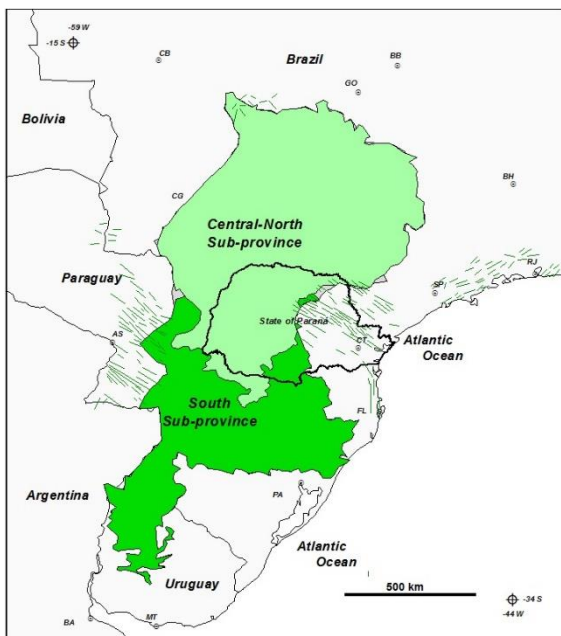 -59 W
-15 S
CB
Brazil
BB
GO
Bolivia
BH
CG
Central-North
Sub-province
RJ
Paraguay
SP
State of Paraná
AS
CT
Atlantic
Ocean
South
Sub-province
FL
Argentina
PA
Atlantic
Ocean
Uruguay
500 km
-34 S
-44 W
BA
MT